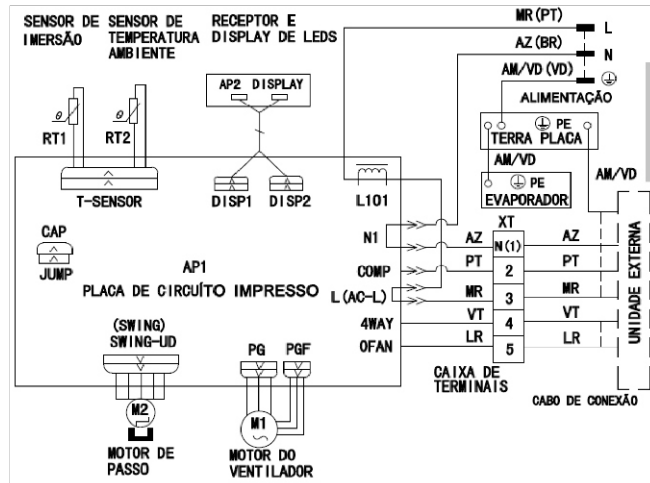 SENSOR DE
IMERSÃO
SENSOR DE
TEMPERATURA
AMBIENTE
RECEPTOR E
DISPLAY DE LEDS
MR(PT)
L
AZ(BR)
N
AM/VD(VD)
ALIMENTAÇÃO
AP2 DISPLAY
θ
RT1
θ
RT2
PE
TERRA PLACA
AM/VD
AM/VD
PE
EVAPORADOR
T-SENSOR
DISP1
DISP2
L101
CAP
JUMP
AP1
PLACA DE CIRCUÍTO IMPRESSO
XT
N1
AZ
N(1)
AZ
COMP
PT
2
PT
L(AC-L)
MR
3
MR
4WAY
VT
4
VT
OFAN
LR
5
LR
UNIDADE EXTERNA
(SWING)
SWING-UD
PG
PGF
CAIXA DE
TERMINAIS
CABO DE CONEXÃO
M2
M1
MOTOR DE
PASSO
MOTOR DO
VENTILADOR